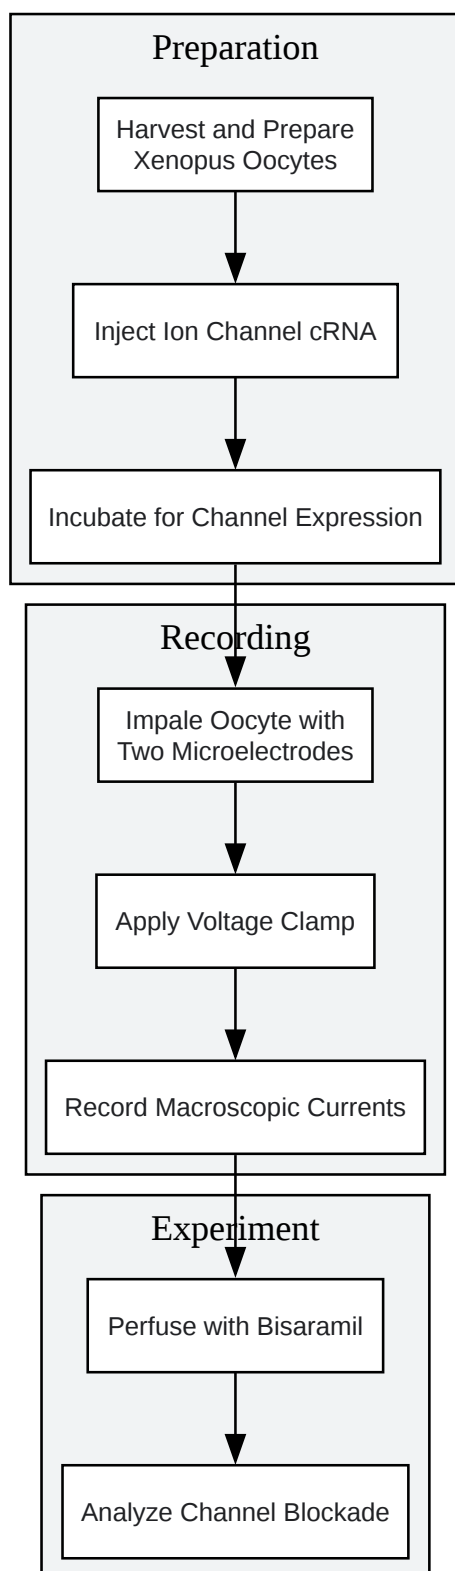 Preparation
Harvest and Prepare
Xenopus Oocytes
Inject Ion Channel cRNA
Incubate for Channel Expression
Recording
Impale Oocyte with
Two Microelectrodes
Apply Voltage Clamp
Record Macroscopic Currents
Experiment
Perfuse with Bisaramil
Analyze Channel Blockade